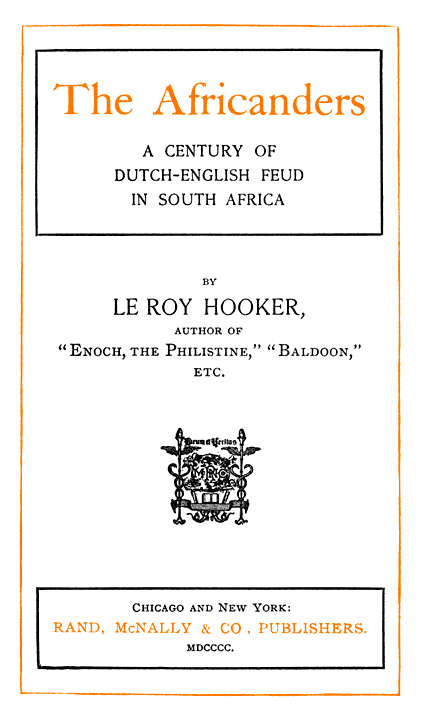 The Africanders
A CENTURY OF
DUTCH-ENGLISH FEUD
IN SOUTH AFRICA
BY
LE ROY HOOKER,
AUTHOR OF
“ENOCH, THE PHILISTINE,” “BALDOON,”
ETC.
CHICAGO AND NEW YORK:
RAND, McNALLY & CO., PUBLISHERS.
MDCCCC.